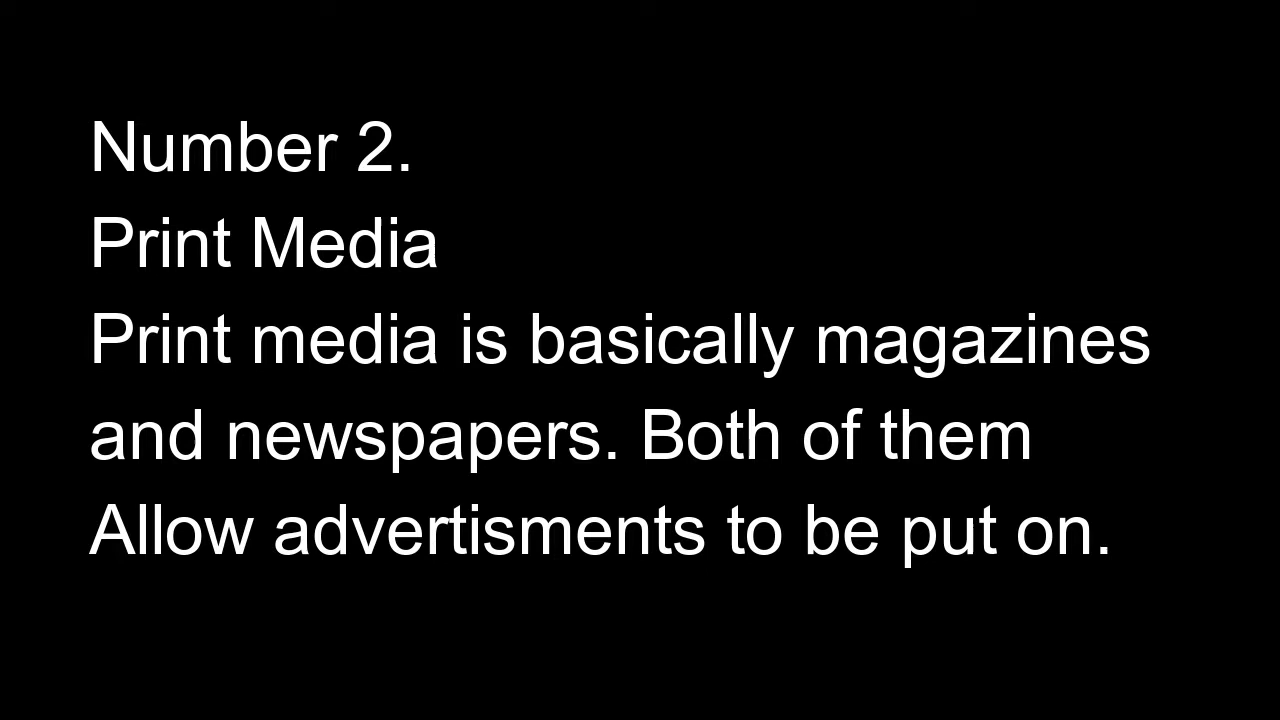 Number 2.
Print Media
Print media is basically magazines
and newspapers. Both of them
Allow advertisments to be put on.